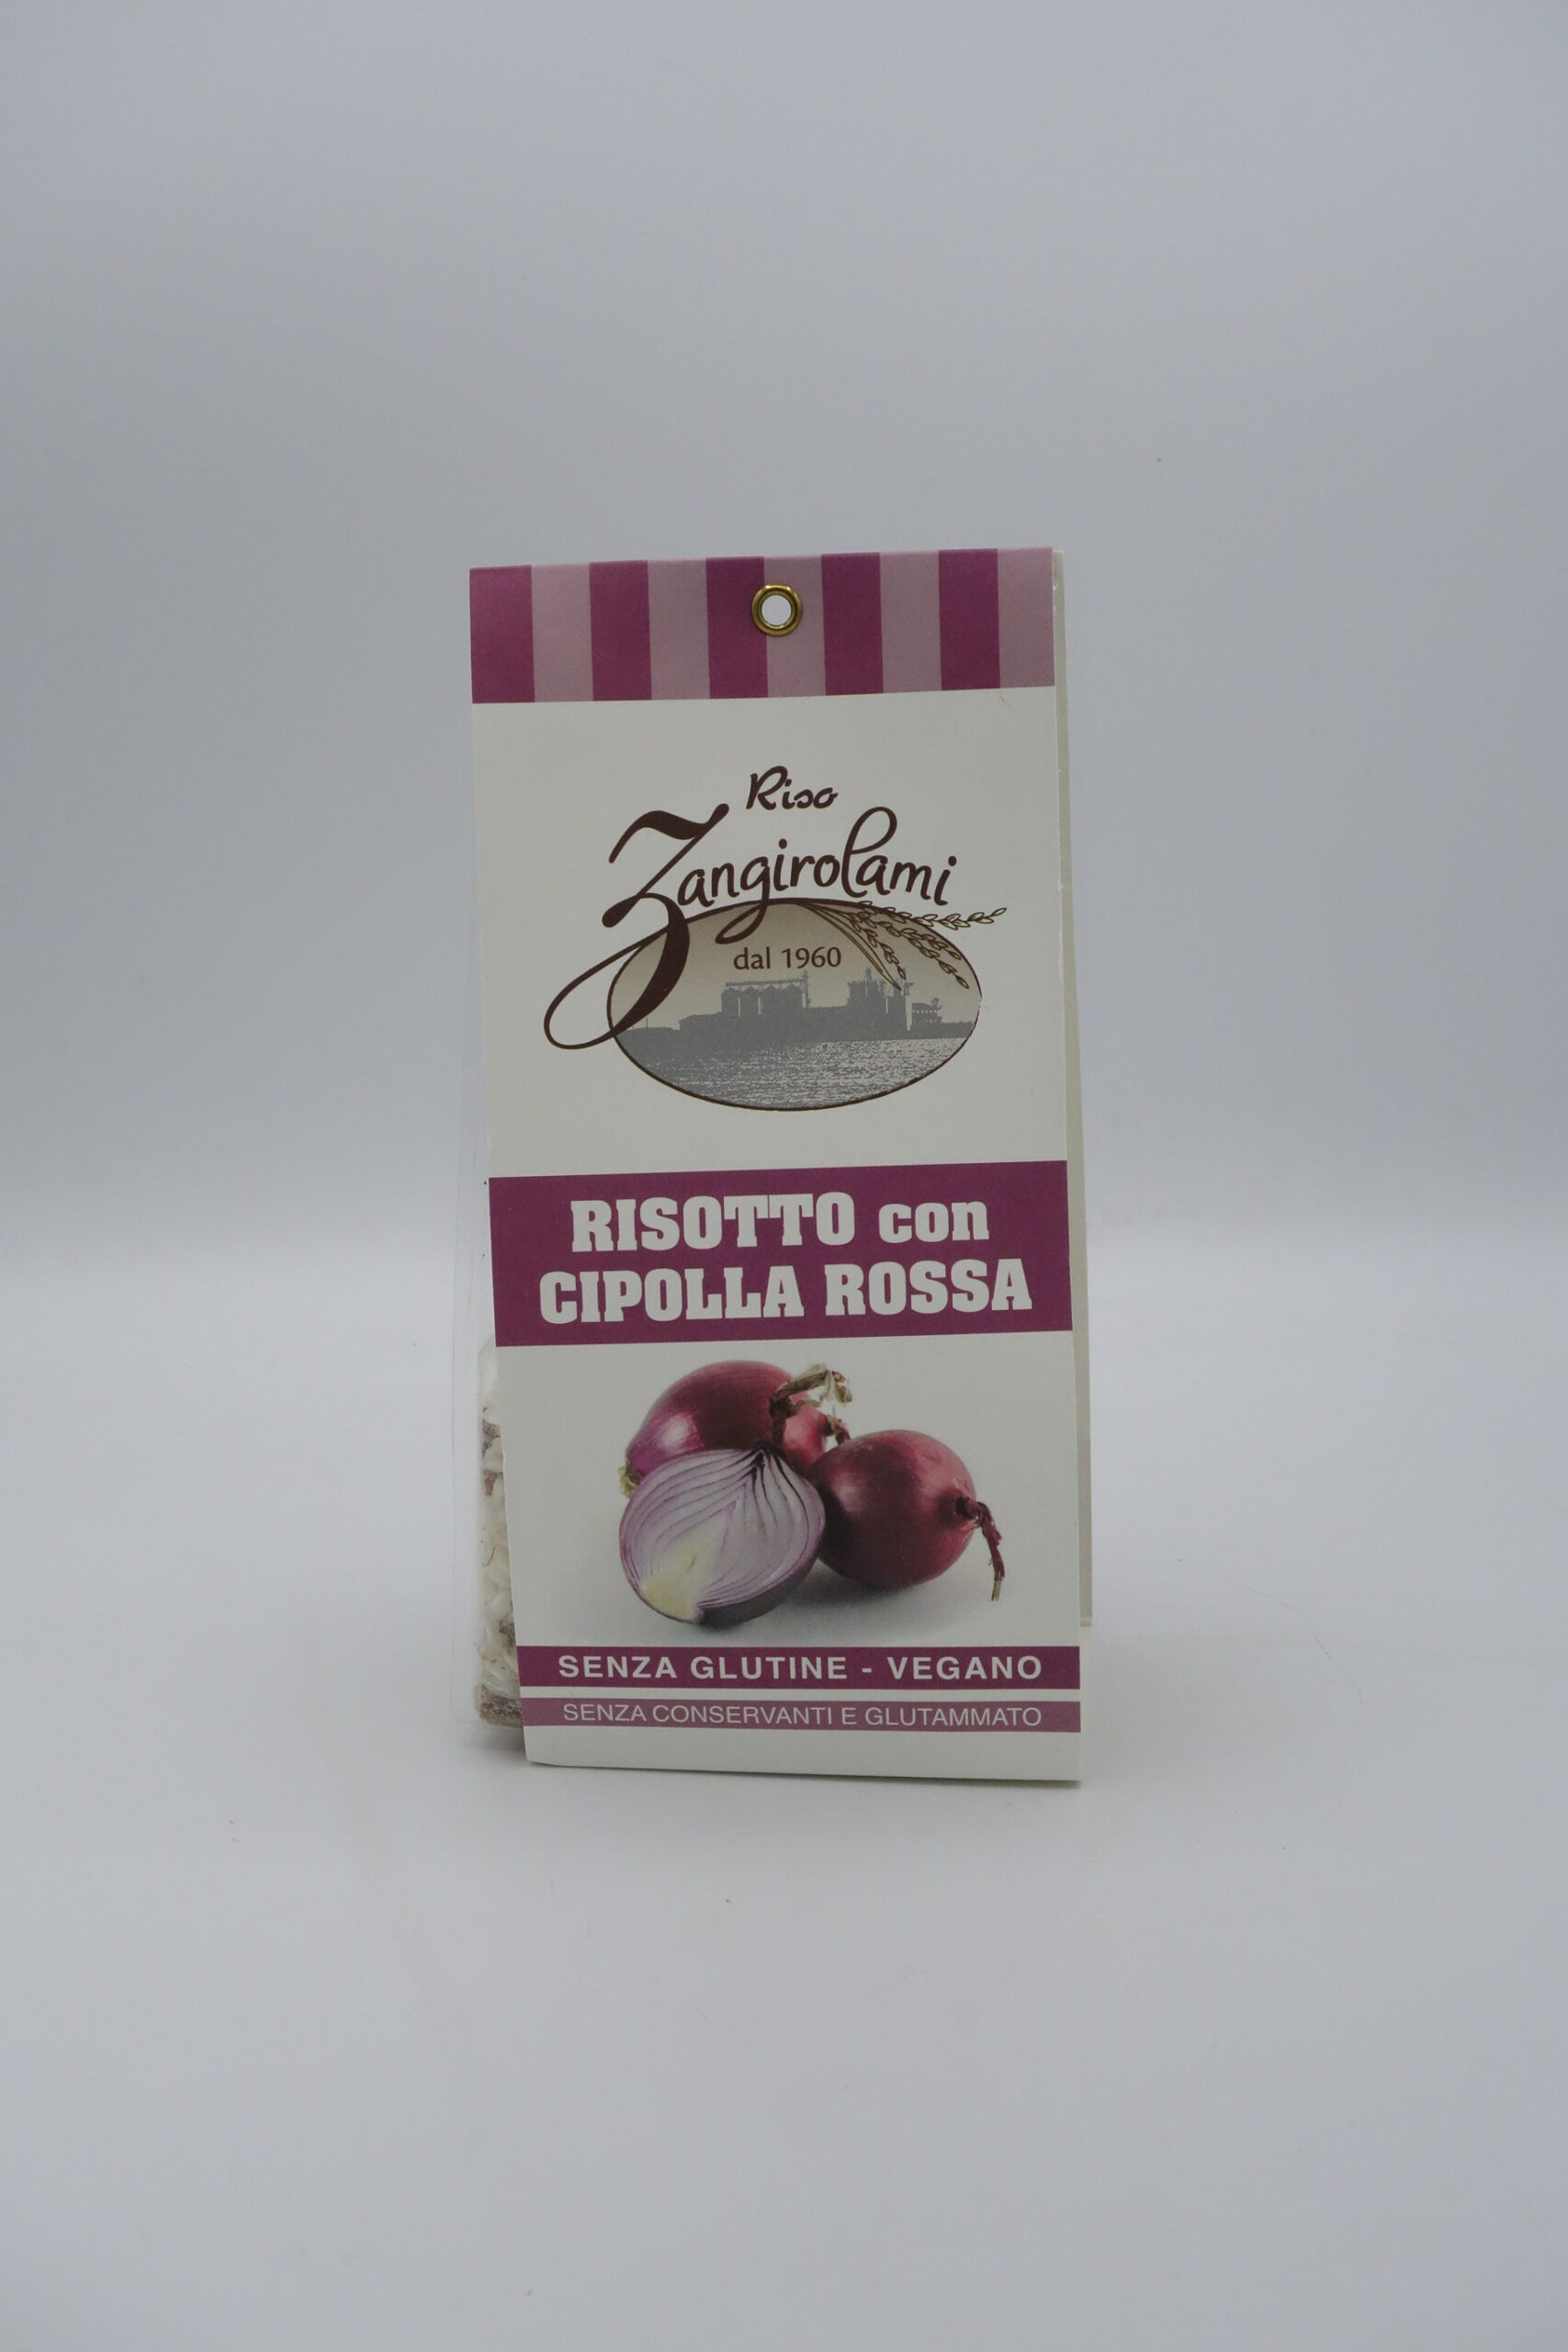 Riso
Zangirolami
dal 1960
RISOTTO con
CIPOLLA ROSSA
SENZA GLUTINE - VEGANO
SENZA CONSERVANTI E GLUTAMMATO